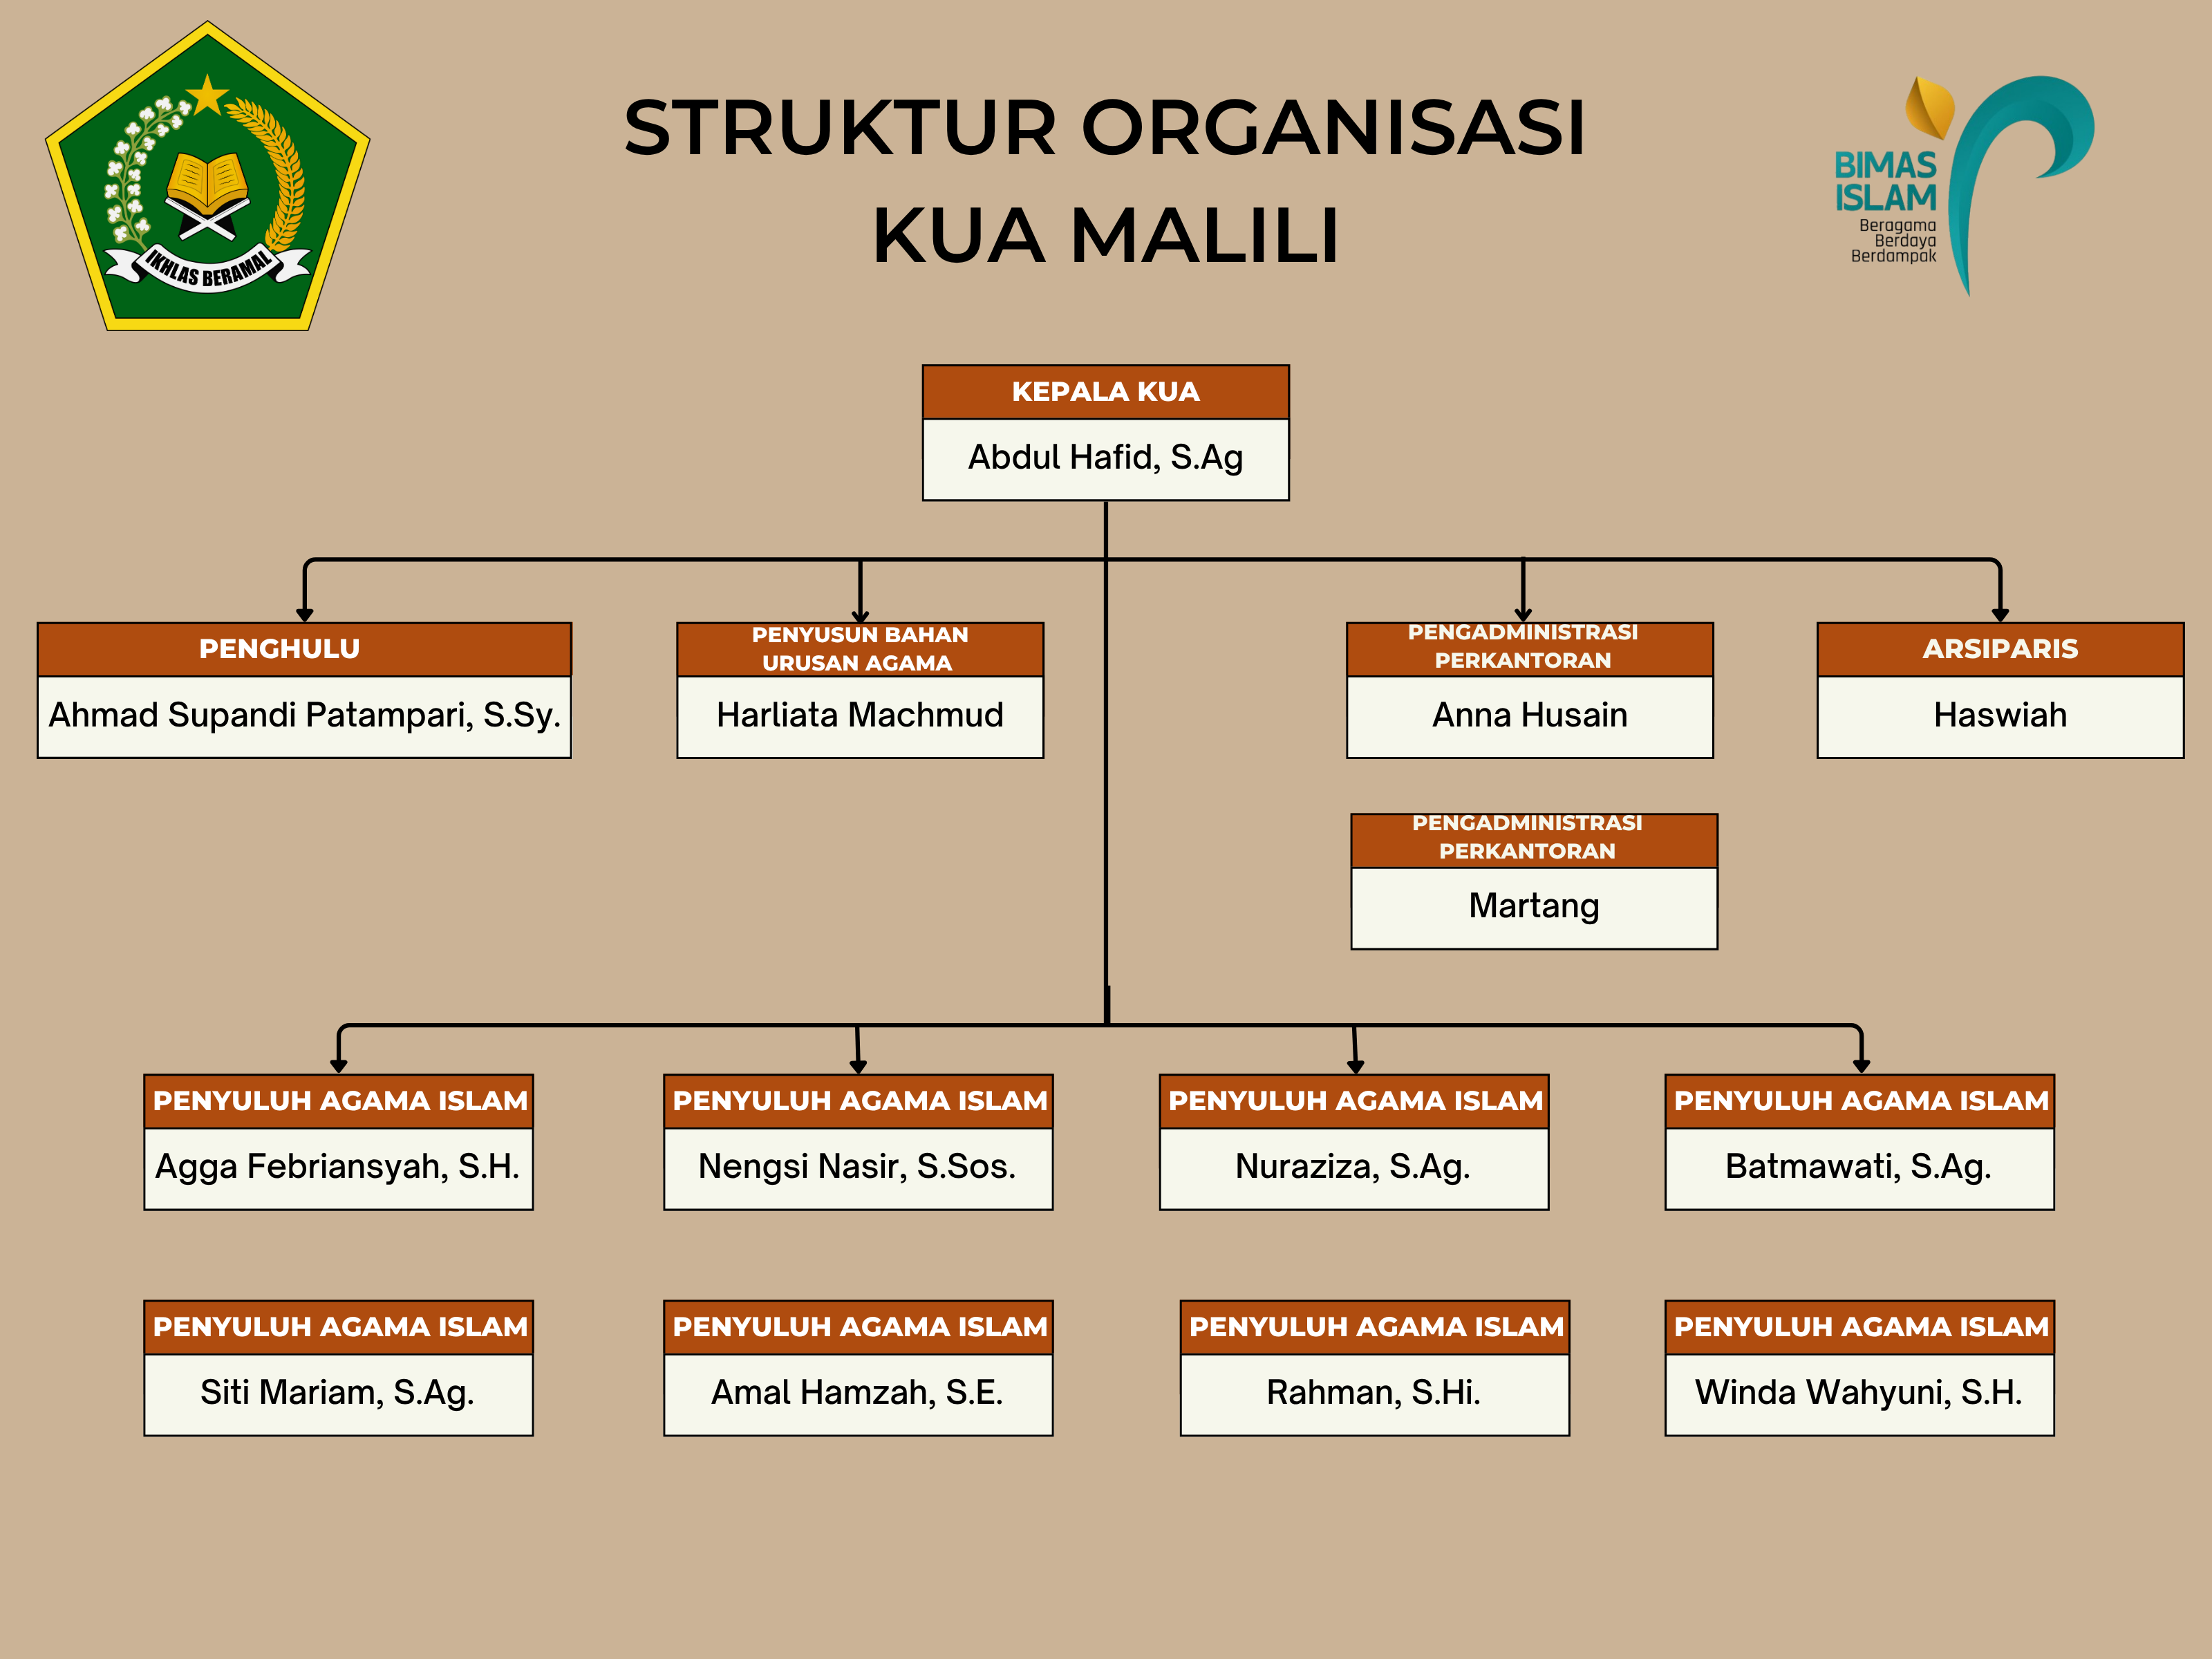 IKHLAS BERAMAL
STRUKTUR ORGANISASI
KUA MALILI
BIMAS
ISLAM
Beragama
Berdaya
Berdampak
KEPALA KUA
Abdul Hafid, S.Ag
PENGHULU
Ahmad Supandi Patampari, S.Sy.
PENYUSUN BAHAN
URUSAN AGAMA
Harliata Machmud
PENGADMINISTRASI
PERKANTORAN
Anna Husain
ARSIPARIS
Haswiah
PENGADMINISTRASI
PERKANTORAN
Martang
PENYULUH AGAMA ISLAM
Agga Febriansyah, S.H.
PENYULUH AGAMA ISLAM
Nengsi Nasir, S.Sos.
PENYULUH AGAMA ISLAM
Nuraziza, S.Ag.
PENYULUH AGAMA ISLAM
Batmawati, S.Ag.
PENYULUH AGAMA ISLAM
Siti Mariam, S.Ag.
PENYULUH AGAMA ISLAM
Amal Hamzah, S.E.
PENYULUH AGAMA ISLAM
Rahman, S.Hi.
PENYULUH AGAMA ISLAM
Winda Wahyuni, S.H.